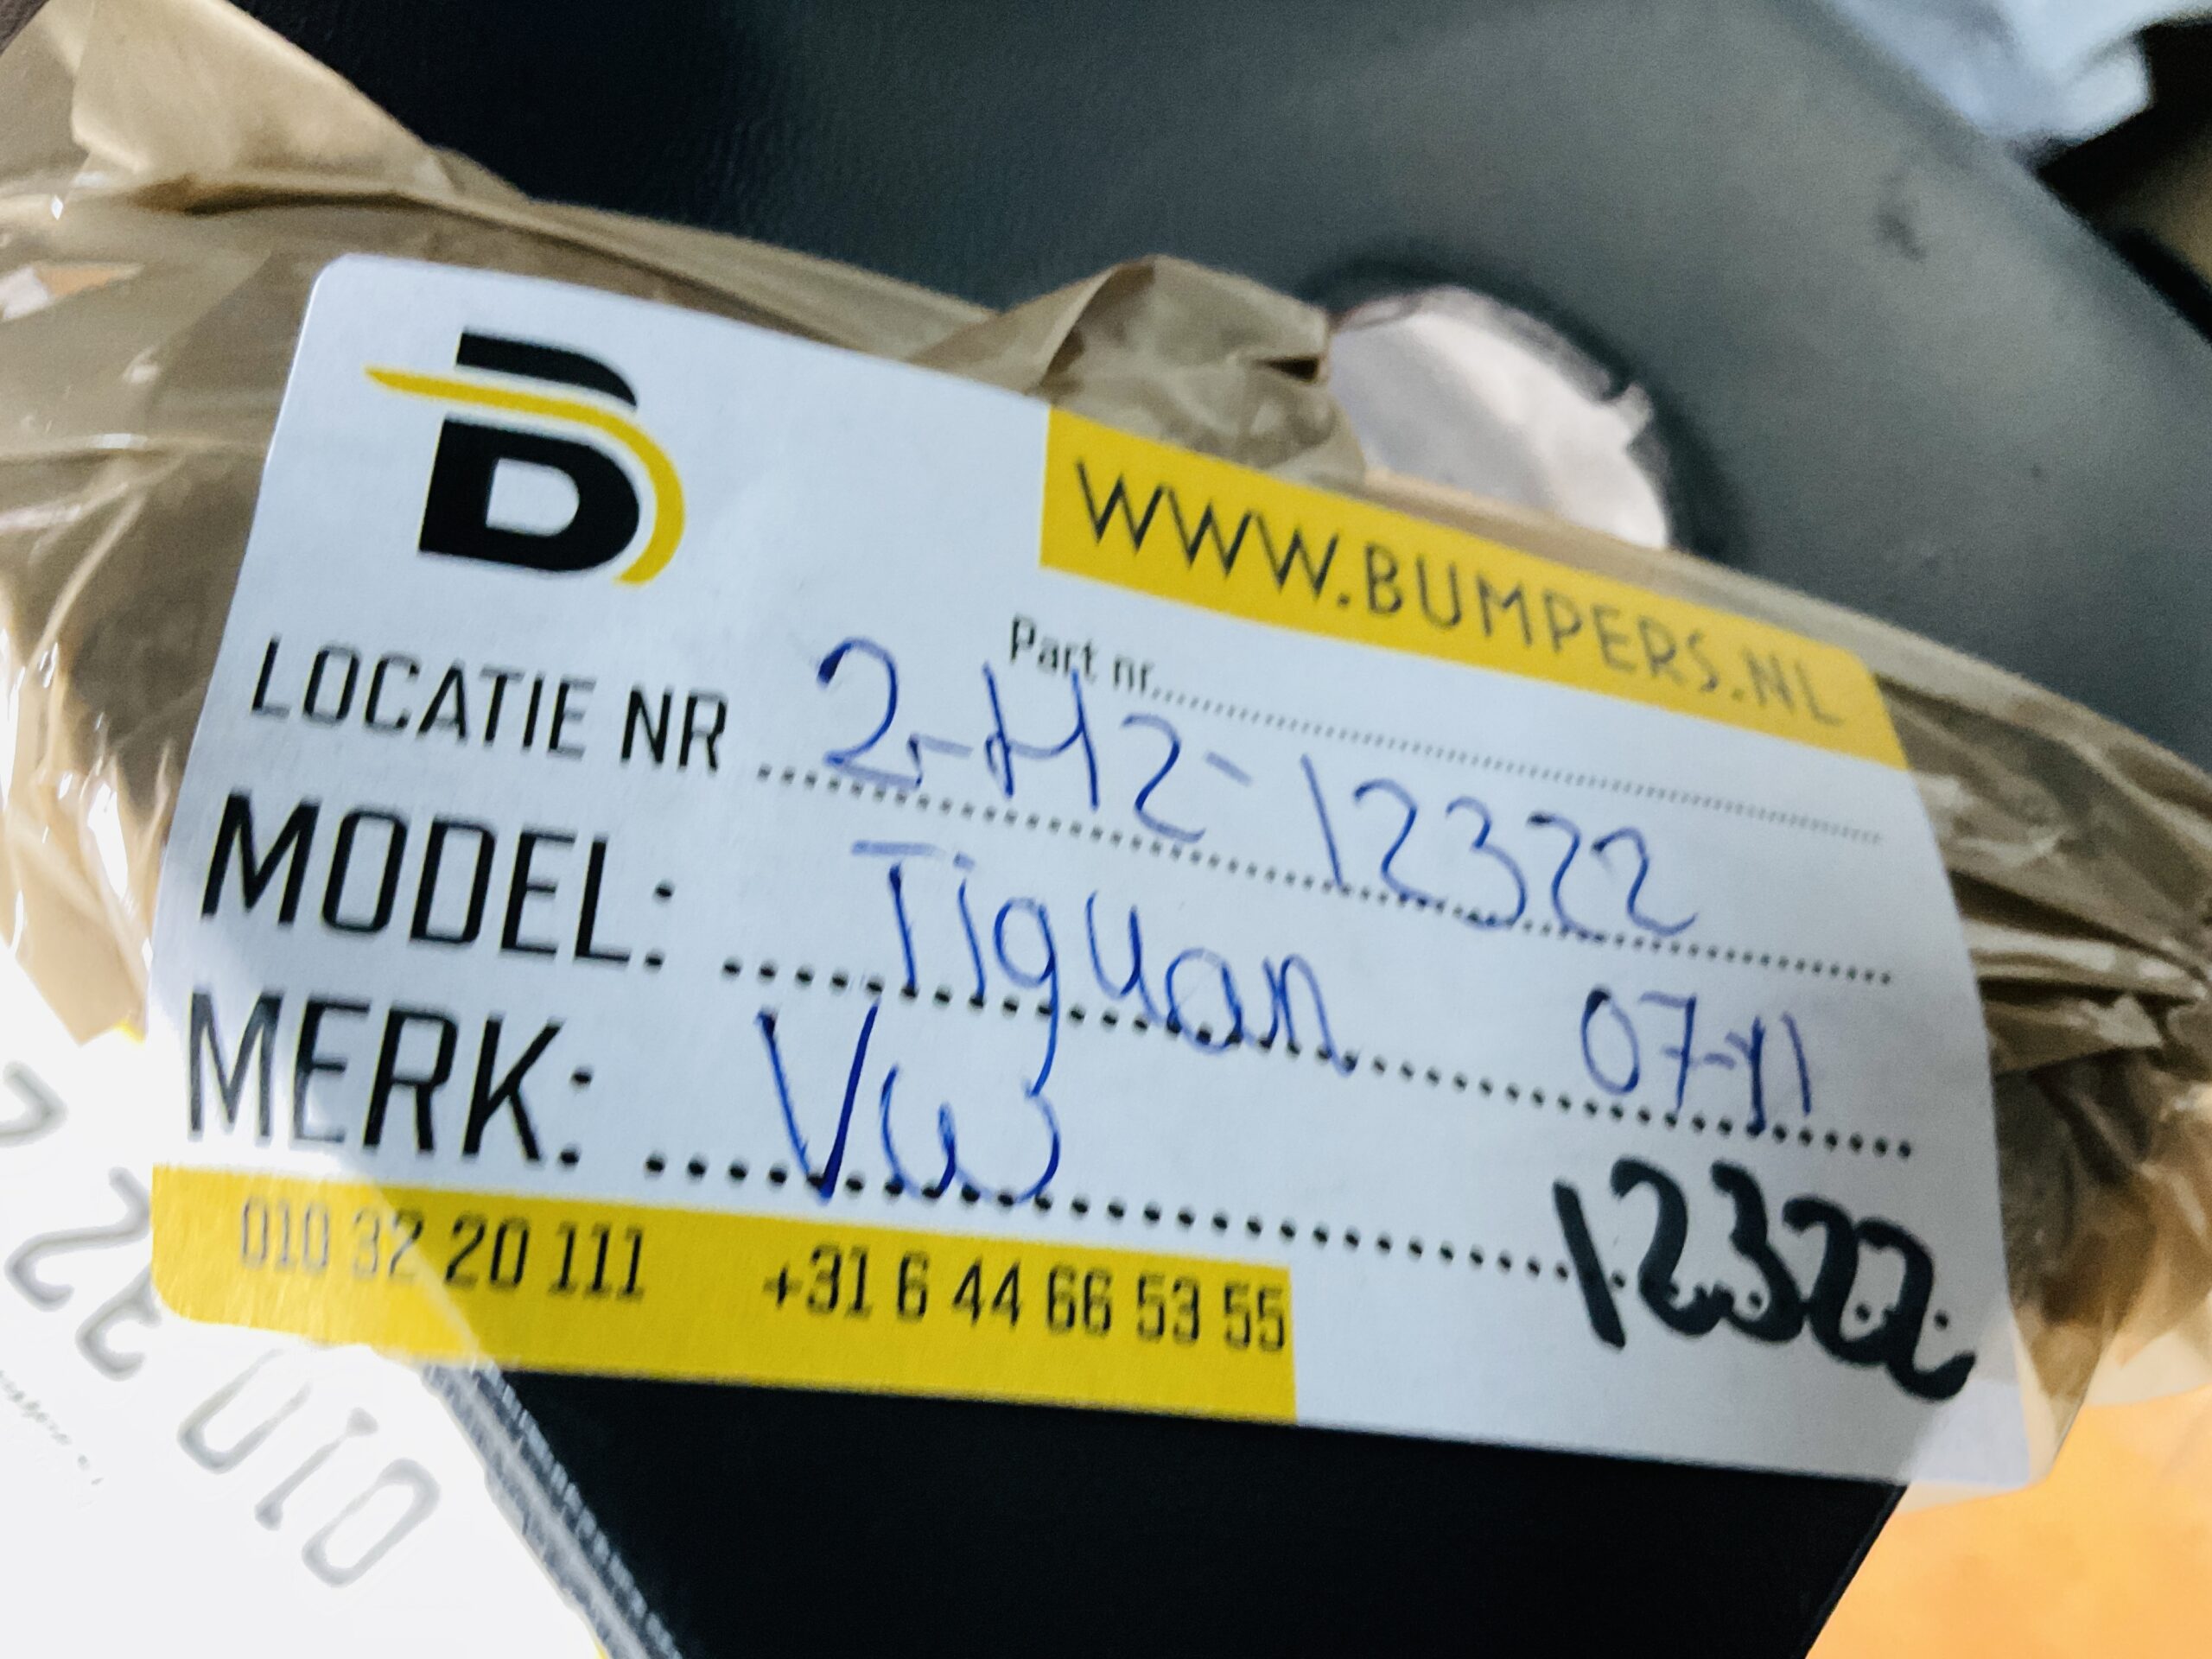 B
WWW.BUMPERS.NL
Part nr.
LOCATIE NR 2-H2-12322
MODEL: Tiguan 07-11
MERK: VW
12322
010 32 20 111 +31 6 44 66 53 55
010 32 2